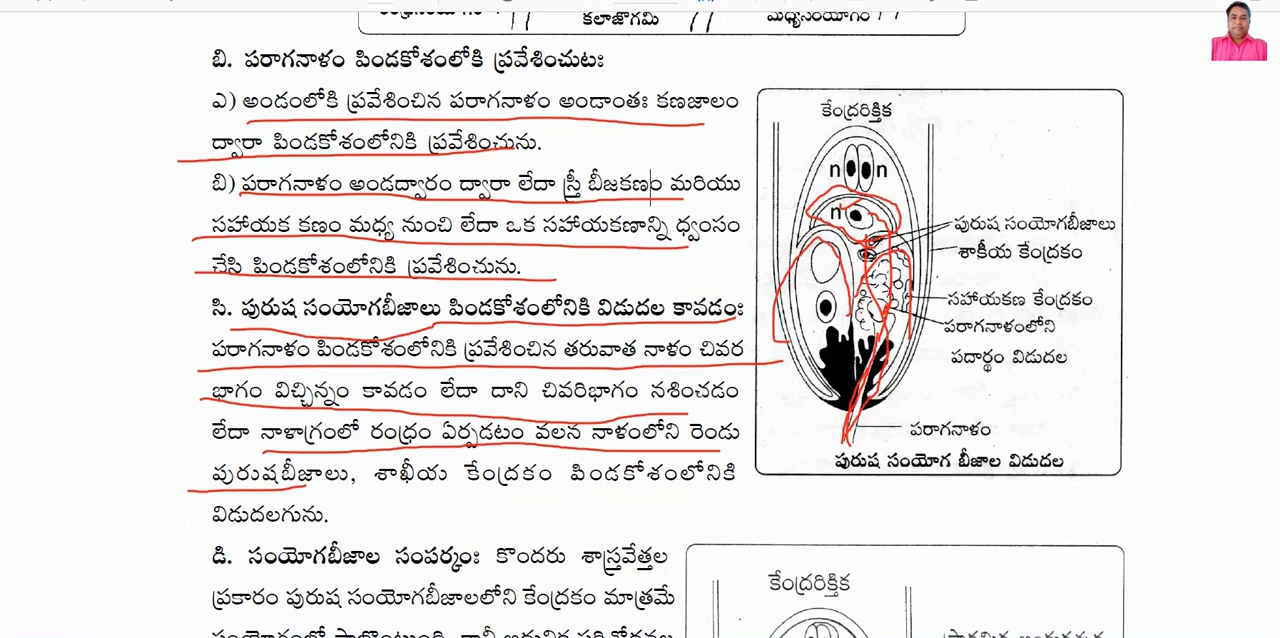 కలాజొగమి
బి. పరాగనాళం పిండకోశంలోకి ప్రవేశించుటః
ఎ) అండంలోకి ప్రవేశించిన పరాగనాళం అండాంతః కణజాలం
ద్వారా పిండకోశంలోనికి ప్రవేశించును.
బి) పరాగనాళం అండద్వారం ద్వారా లేదా స్త్రీ బీజకణం మరియు
సహాయక కణం మధ్య నుంచి లేదా ఒక సహాయకణాన్ని ధ్వంసం
చేసి పిండకోశంలోనికి ప్రవేశించును.
సి. పురుష సంయోగబీజాలు పిండకోశంలోనికి విడుదల కావడంః
పరాగనాళం పిండకోశంలోనికి ప్రవేశించిన తరువాత నాళం చివర
భాగం విచ్ఛిన్నం కావడం లేదా దాని చివరిభాగం నశించడం
లేదా నాళాగ్రంలో రంధ్రం ఏర్పడటం వలన నాళంలోని రెండు
పురుషబీజాలు, శాఖీయ కేంద్రకం పిండకోశంలోనికి
విడుదలగును.
డి. సంయోగబీజాల సంపర్కంః కొందరు శాస్త్రవేత్తల
ప్రకారం పురుష సంయోగబీజాలలోని కేంద్రకం మాత్రమే
కేంద్రరిక్తిక
n n
n
పురుష సంయోగబీజాలు
శాకీయ కేంద్రకం
సహాయకణ కేంద్రకం
పరాగనాళంలోని
పదార్థం విడుదల
పరాగనాళం
పురుష సంయోగ బీజాల విడుదల
కేంద్రరిక్తిక